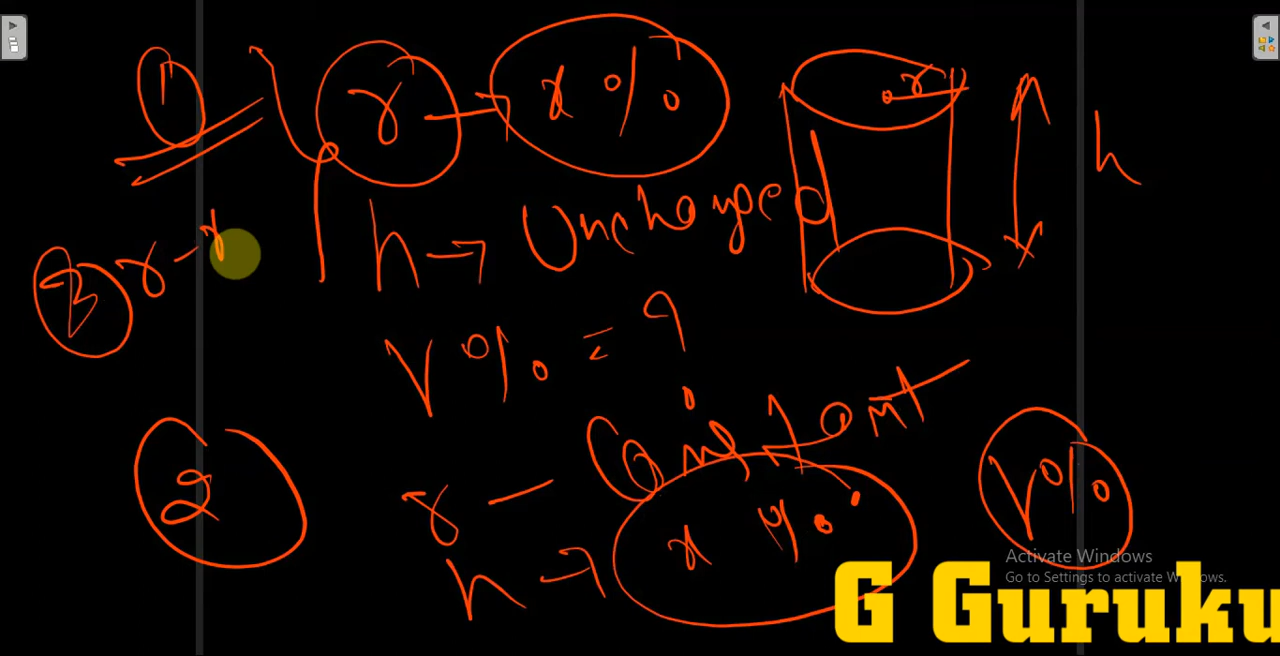 1 r → x %
r
h
h → Unchanged
3 r - x
V % = ?
2
r - Constant
h → x %
V %
Activate Windows
Go to Settings to activate Windows.
G Guruku